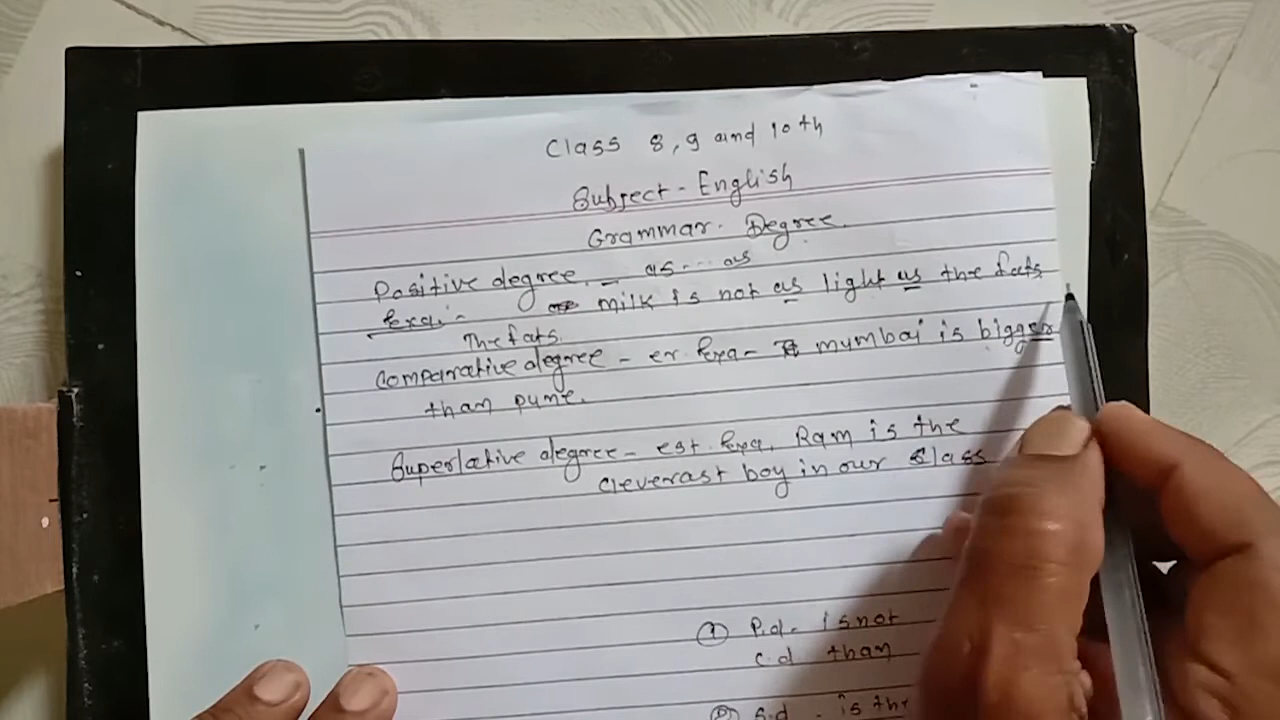 Class 8, 9 and 10th
Subject - English
Grammar. Degree.
Positive degree. - as... as
Exa:- milk is not as light as the fats
The fats.
Comparative degree - er Exa- mumbai is bigger
than pune.
Superlative degree - est Exa. Ram is the
cleverast boy in our class
① P.d - is not
c.d than
② S.d - is the